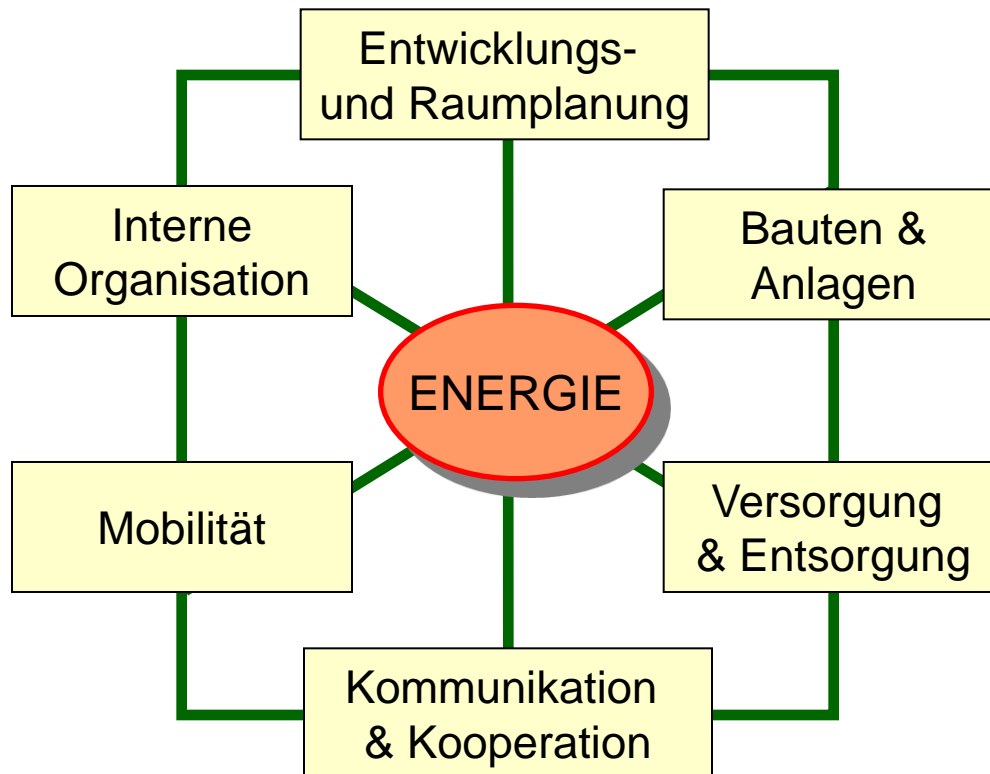 Entwicklungs-
und Raumplanung
Interne
Organisation
Bauten &
Anlagen
ENERGIE
Mobilität
Versorgung
& Entsorgung
Kommunikation
& Kooperation